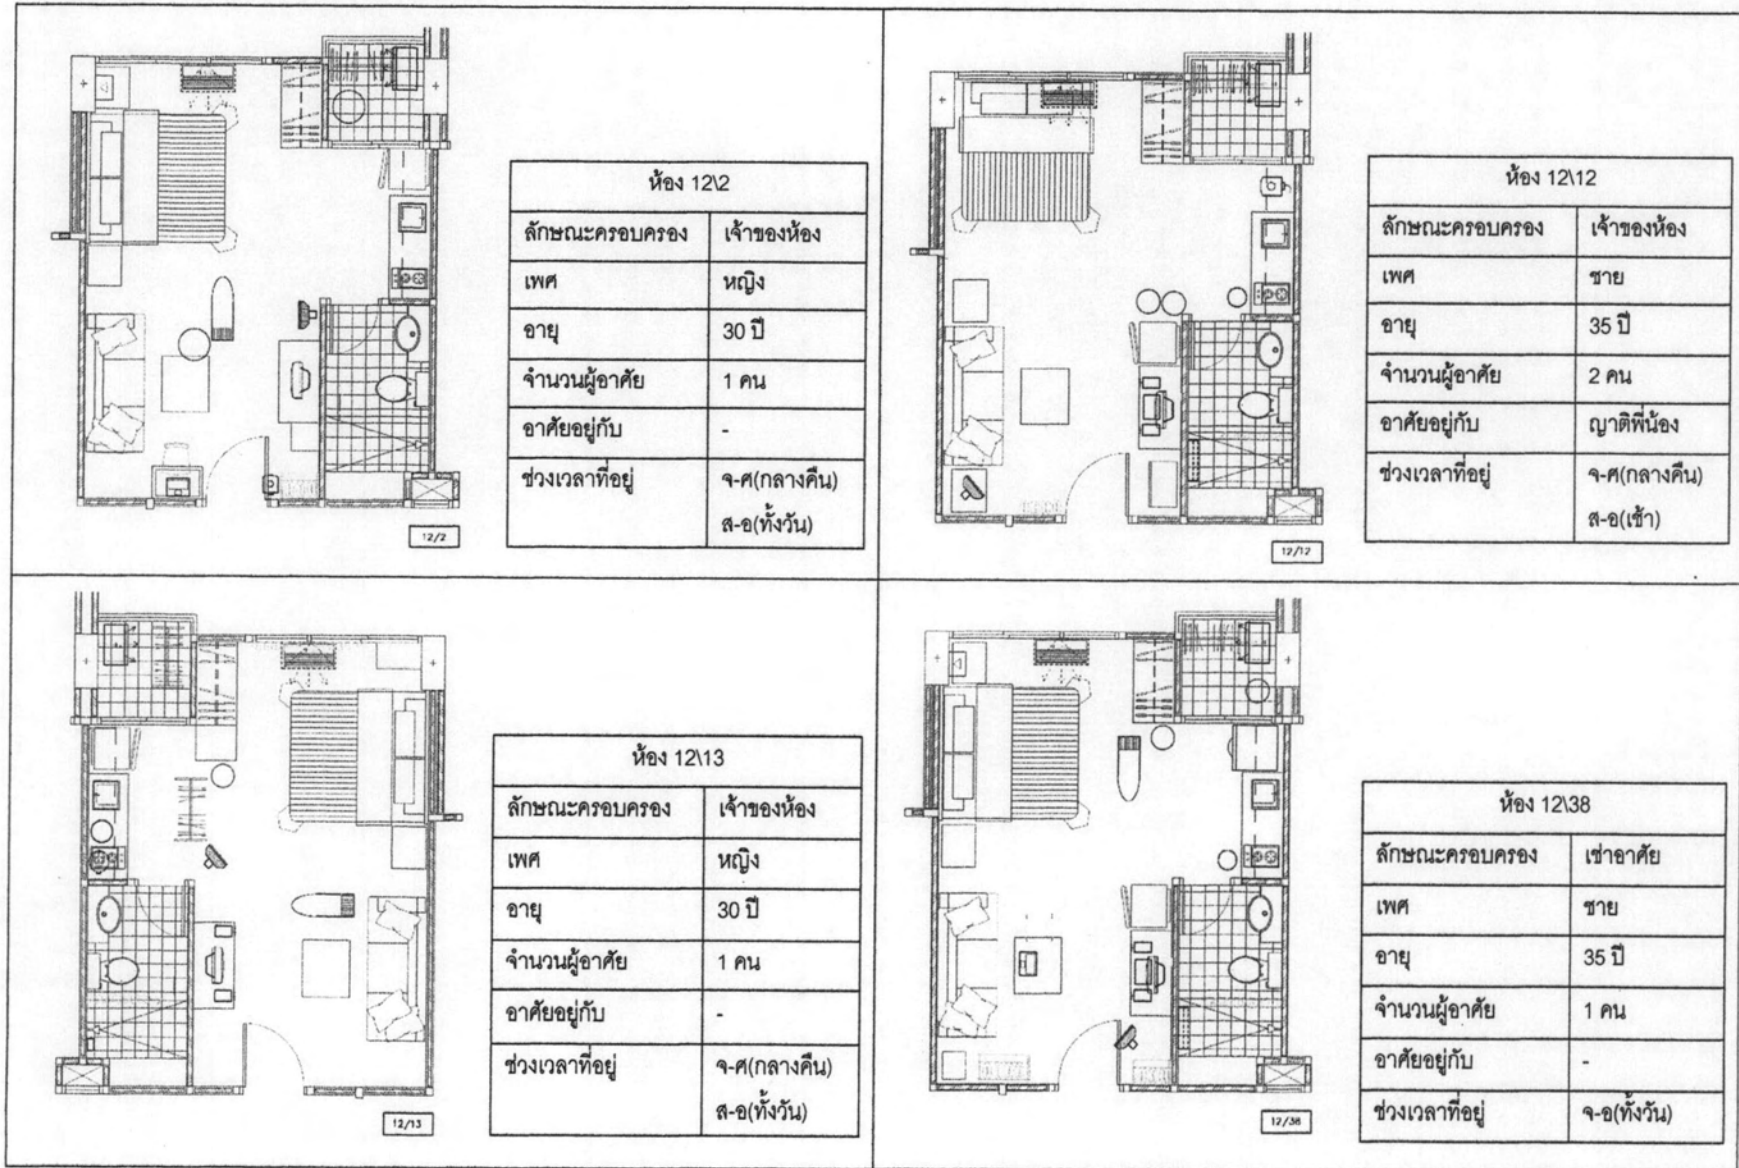 ห้อง 12\2
ลักษณะครอบครอง เจ้าของห้อง
เพศ หญิง
อายุ 30 ปี
จำนวนผู้อาศัย 1 คน
อาศัยอยู่กับ -
ช่วงเวลาที่อยู่ จ-ศ(กลางคืน)
ส-อ(ทั้งวัน)
12/2
ห้อง 12\12
ลักษณะครอบครอง เจ้าของห้อง
เพศ ชาย
อายุ 35 ปี
จำนวนผู้อาศัย 2 คน
อาศัยอยู่กับ ญาติพี่น้อง
ช่วงเวลาที่อยู่ จ-ศ(กลางคืน)
ส-อ(เช้า)
12/12
ห้อง 12\13
ลักษณะครอบครอง เจ้าของห้อง
เพศ หญิง
อายุ 30 ปี
จำนวนผู้อาศัย 1 คน
อาศัยอยู่กับ -
ช่วงเวลาที่อยู่ จ-ศ(กลางคืน)
ส-อ(ทั้งวัน)
12/13
ห้อง 12\38
ลักษณะครอบครอง เช่าอาศัย
เพศ ชาย
อายุ 35 ปี
จำนวนผู้อาศัย 1 คน
อาศัยอยู่กับ -
ช่วงเวลาที่อยู่ จ-อ(ทั้งวัน)
12/38